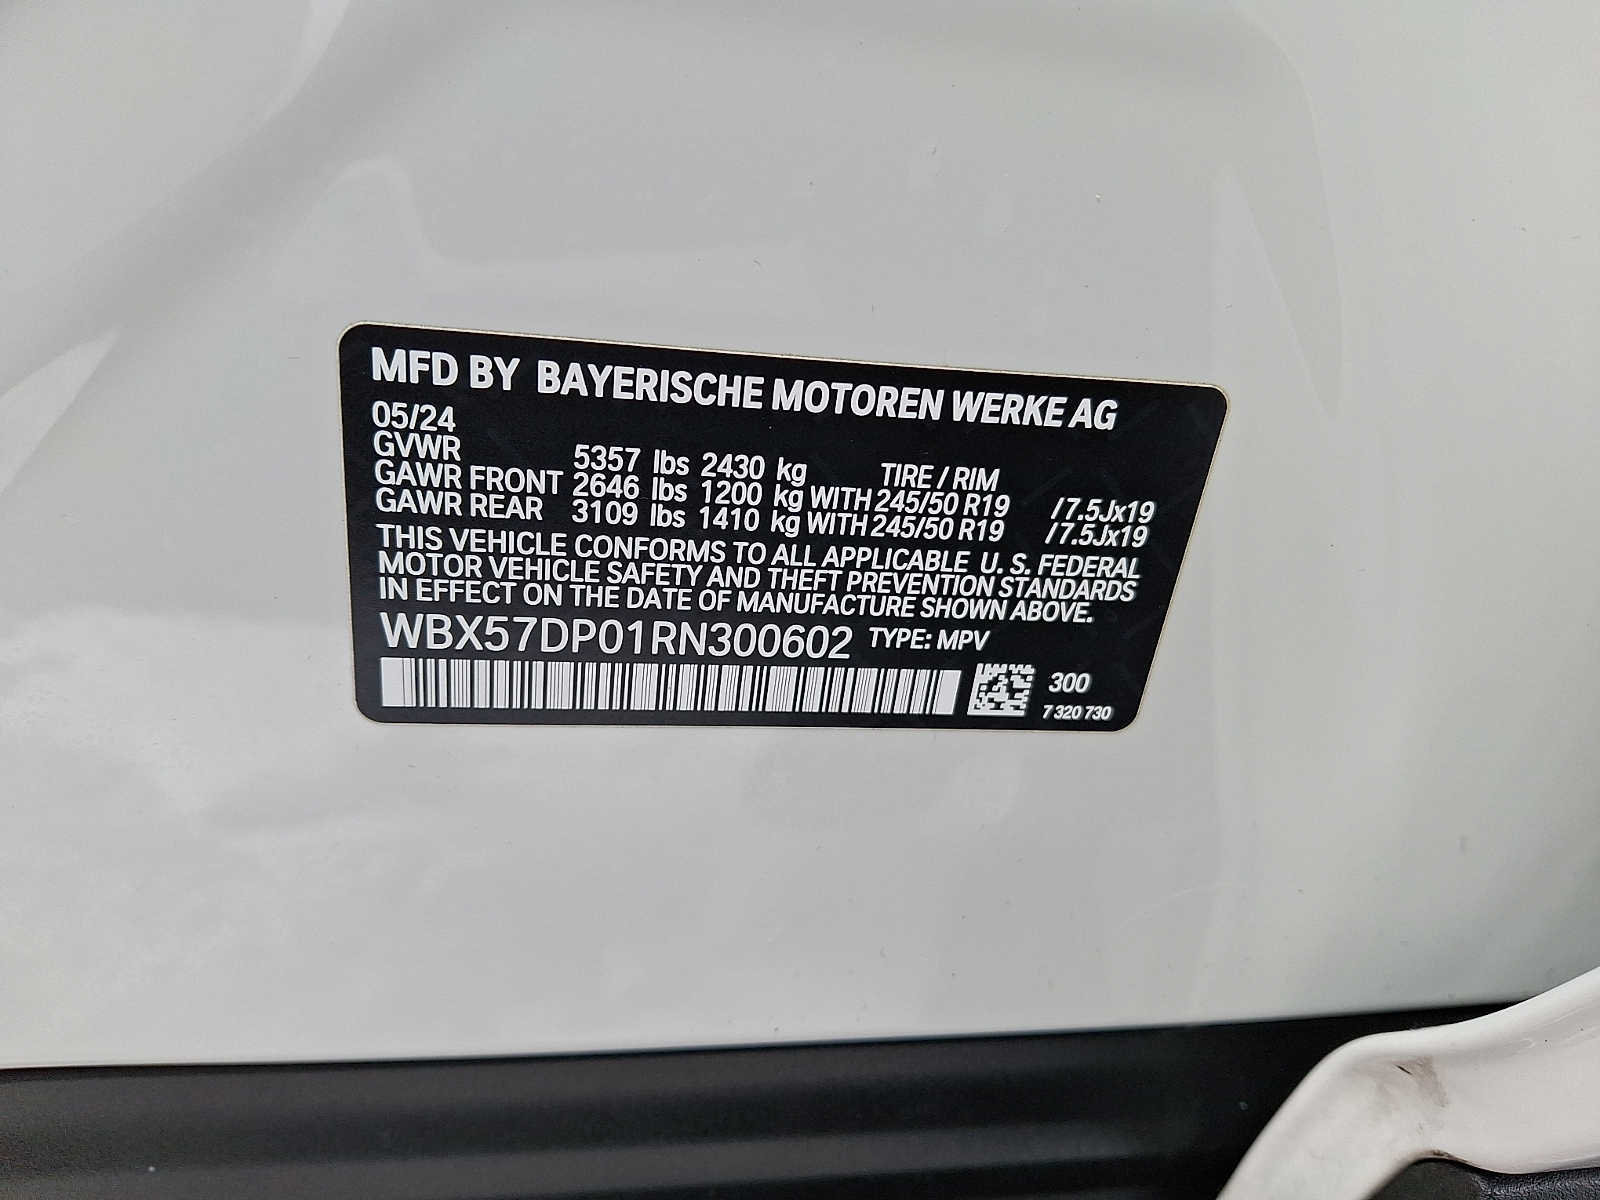 MFD BY BAYERISCHE MOTOREN WERKE AG
05/24
GVWR 5357 lbs 2430 kg TIRE / RIM
GAWR FRONT 2646 lbs 1200 kg WITH 245/50 R19 /7.5Jx19
GAWR REAR 3109 lbs 1410 kg WITH 245/50 R19 /7.5Jx19
THIS VEHICLE CONFORMS TO ALL APPLICABLE U. S. FEDERAL
MOTOR VEHICLE SAFETY AND THEFT PREVENTION STANDARDS
IN EFFECT ON THE DATE OF MANUFACTURE SHOWN ABOVE.
WBX57DP01RN300602 TYPE: MPV
300
7 320 730